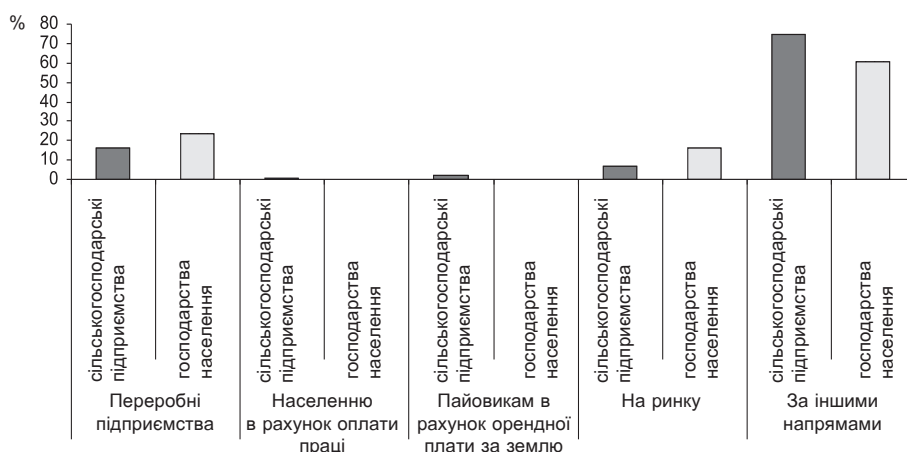 %
80
70
60
50
40
30
20
10
0
сільськогосподарські
підприємства
господарства
населення
сільськогосподарські
підприємства
господарства
населення
сільськогосподарські
підприємства
господарства
населення
сільськогосподарські
підприємства
господарства
населення
сільськогосподарські
підприємства
господарства
населення
Переробні
підприємства
Населенню
в рахунок оплати
праці
Пайовикам в
рахунок орендної
плати за землю
На ринку
За іншими
напрямами